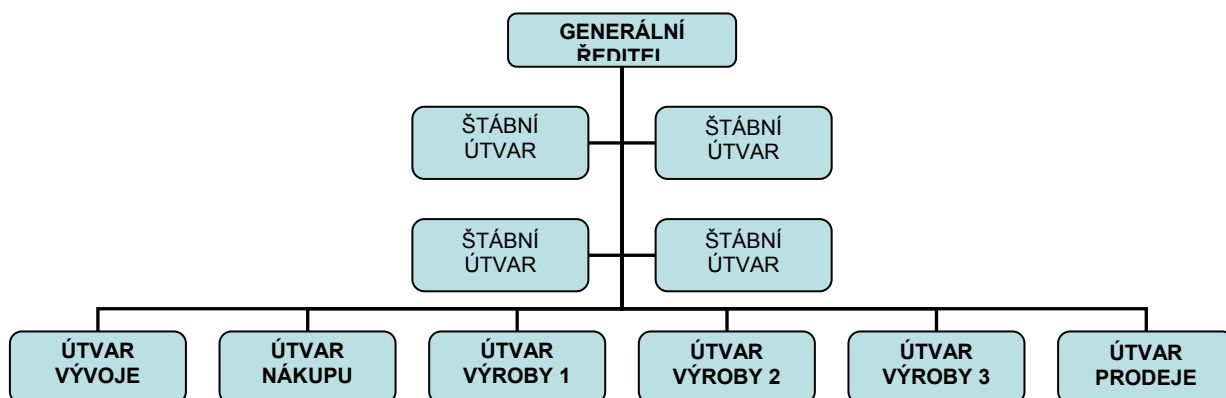 GENERÁLNÍ
ŘEDITEL
ŠTÁBNÍ
ÚTVAR
ŠTÁBNÍ
ÚTVAR
ŠTÁBNÍ
ÚTVAR
ŠTÁBNÍ
ÚTVAR
ÚTVAR
VÝVOJE
ÚTVAR
NÁKUPU
ÚTVAR
VÝROBY 1
ÚTVAR
VÝROBY 2
ÚTVAR
VÝROBY 3
ÚTVAR
PRODEJE